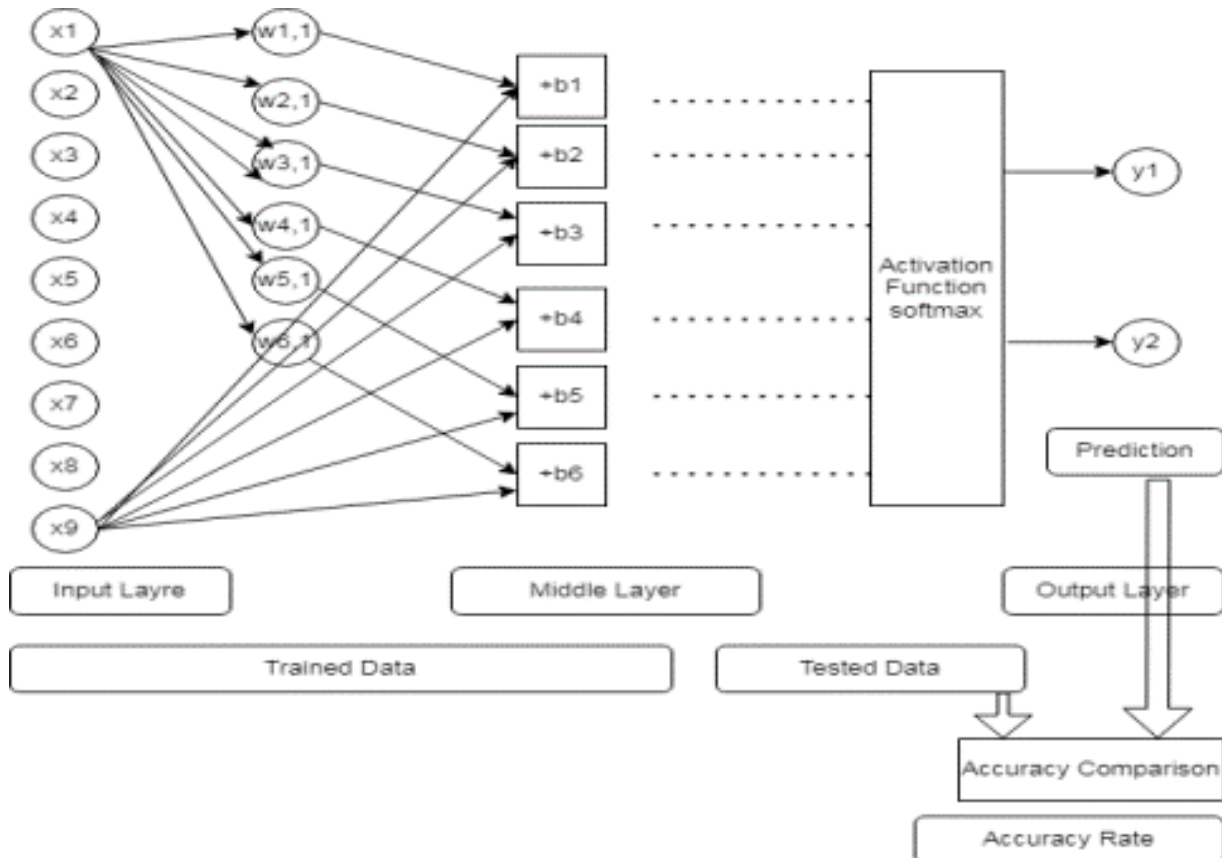 x1
x2
x3
x4
x5
x6
x7
x8
x9
w1,1
w2,1
w3,1
w4,1
w5,1
w6,1
+b1
+b2
+b3
+b4
+b5
+b6
Activation
Function
softmax
y1
y2
Prediction
Input Layre
Middle Layer
Output Layer
Trained Data
Tested Data
Accuracy Comparison
Accuracy Rate